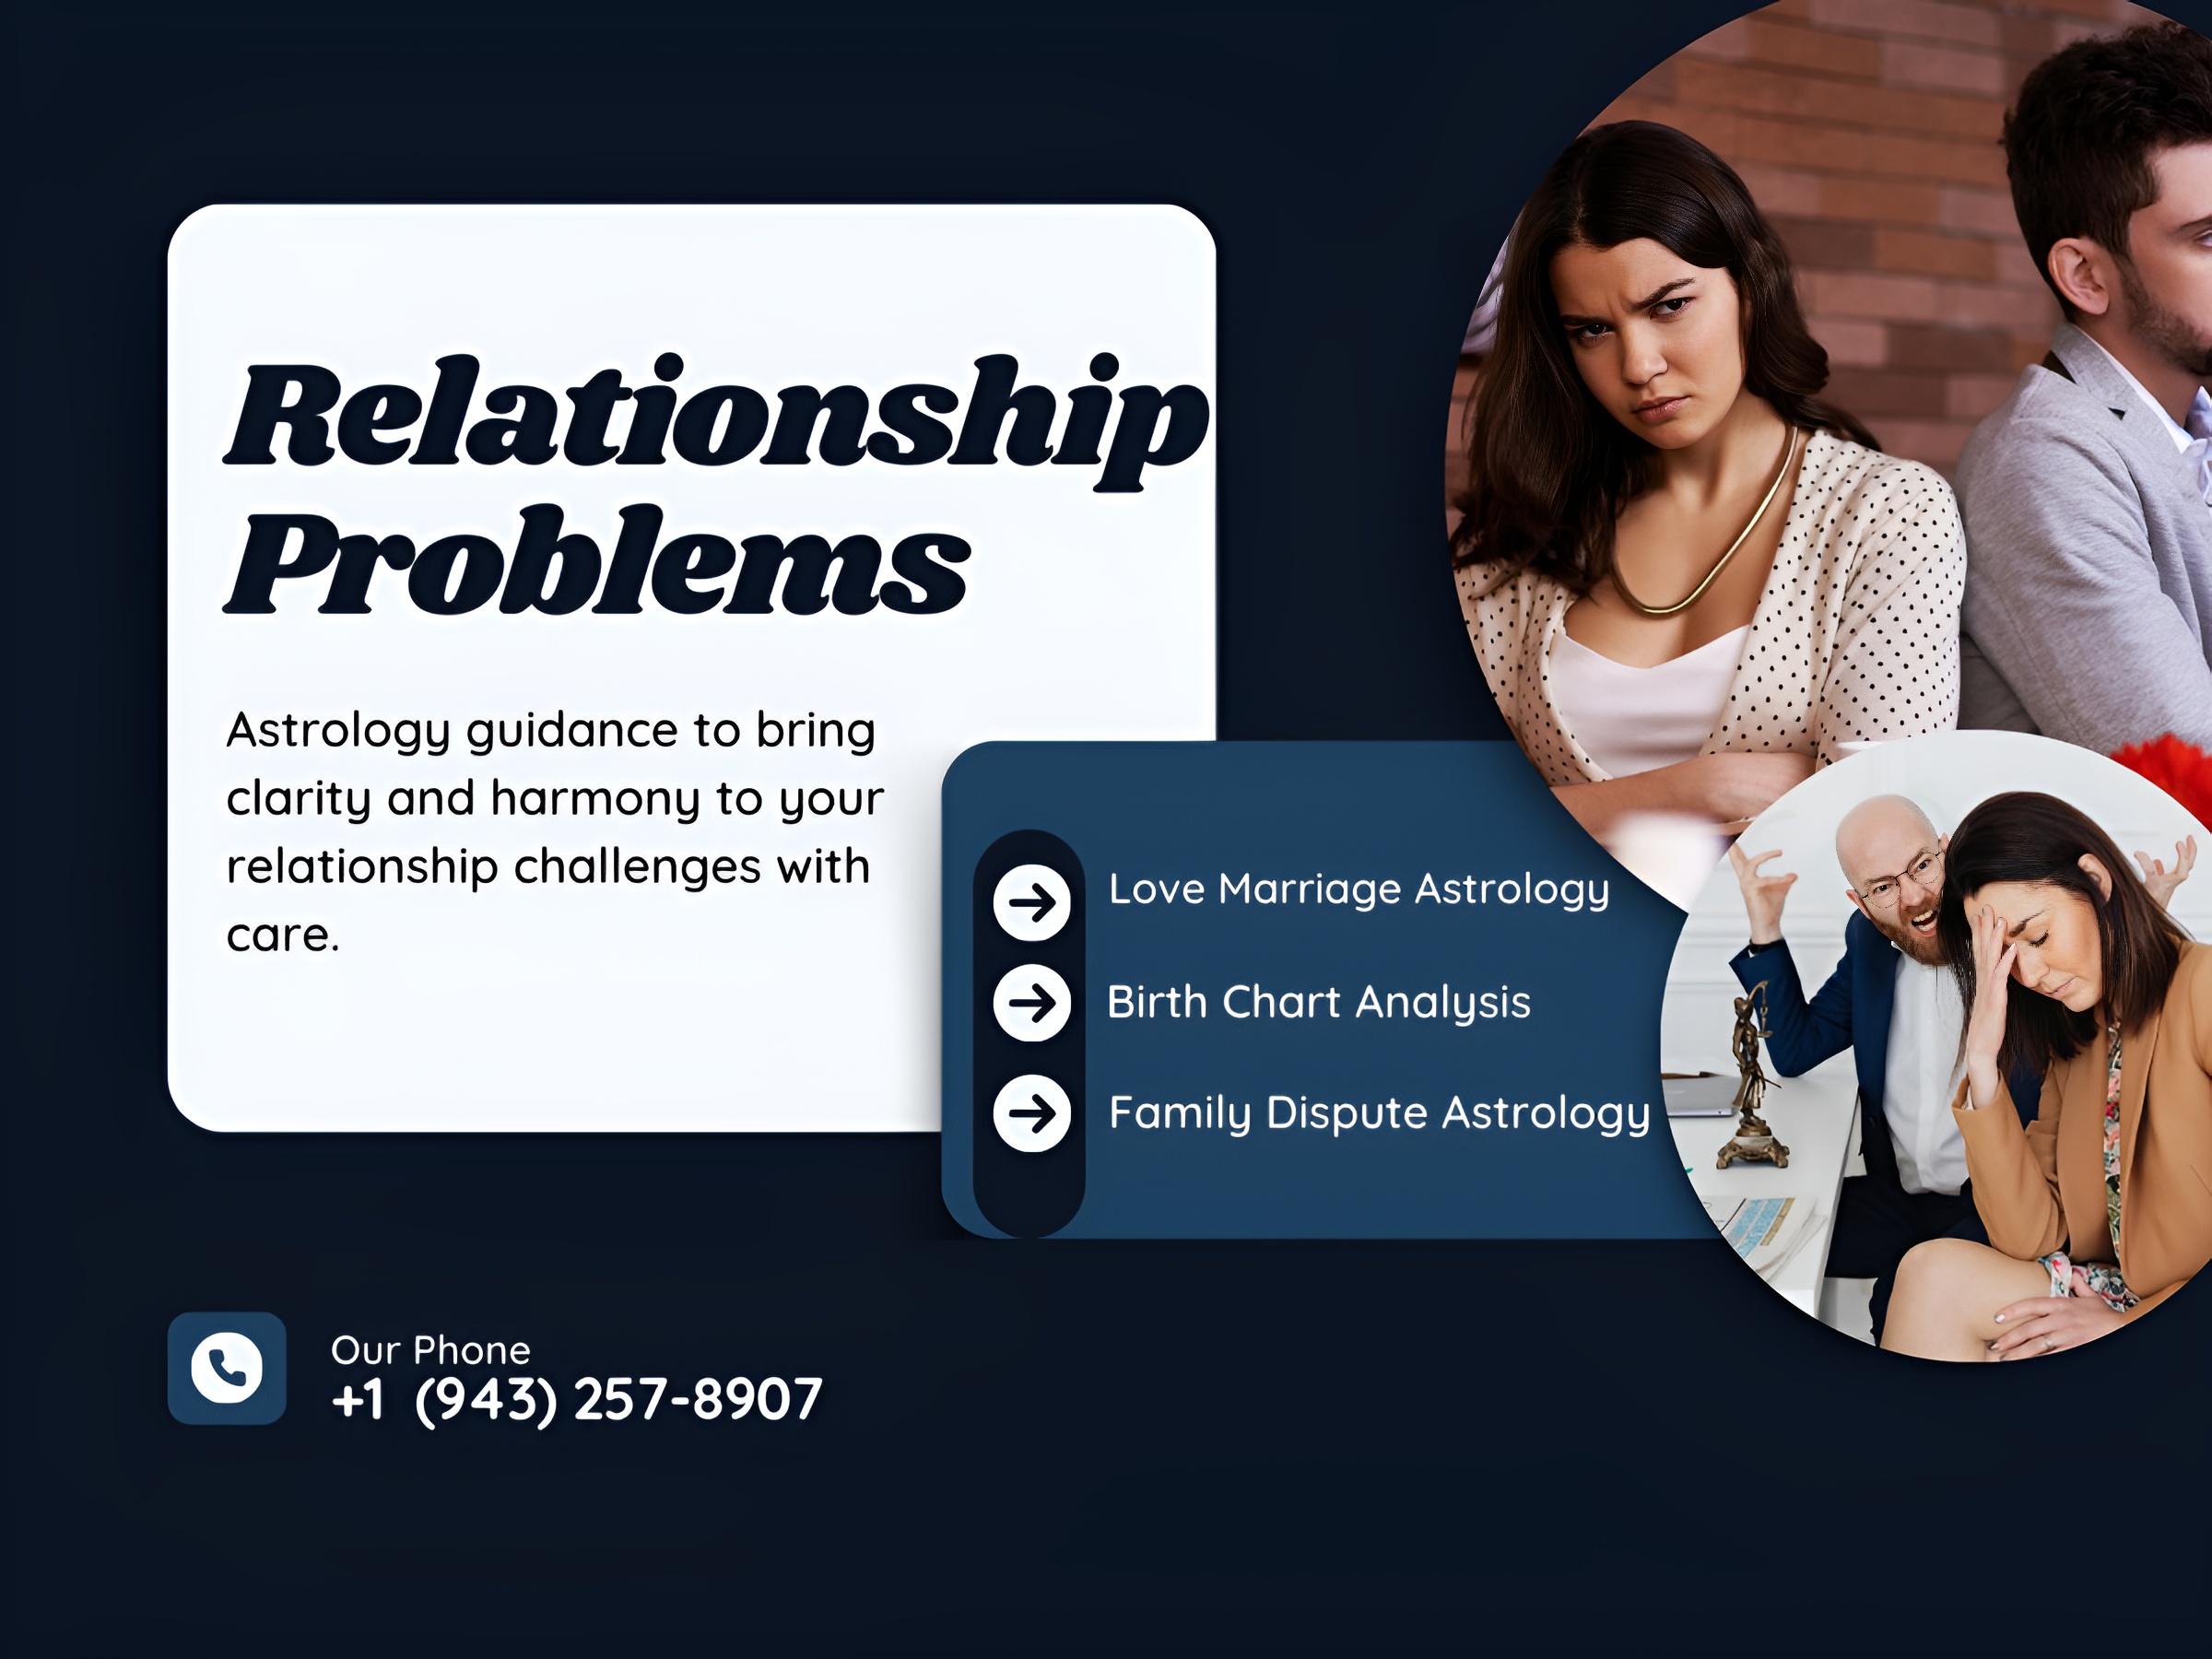 Relationship
Problems
Astrology guidance to bring
clarity and harmony to your
relationship challenges with
care.
Love Marriage Astrology
Birth Chart Analysis
Family Dispute Astrology
Our Phone
+1 (943) 257-8907